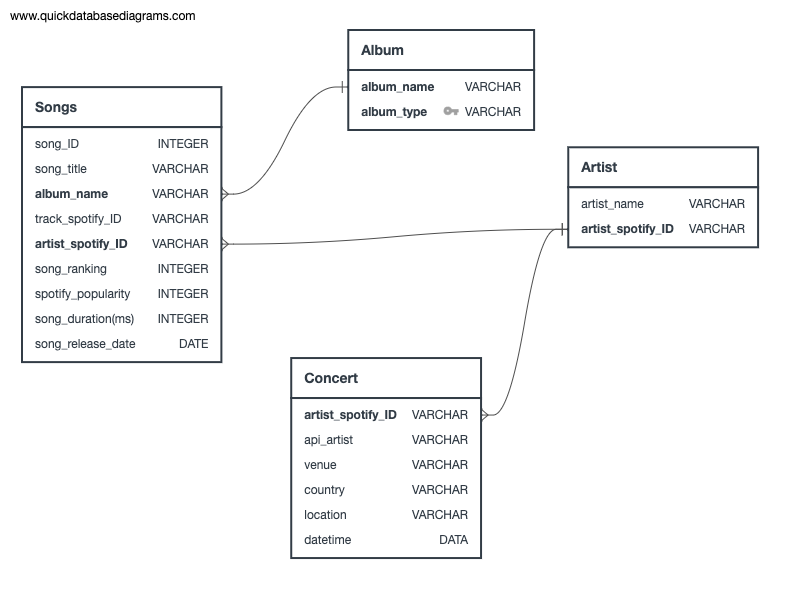 www.quickdatabasediagrams.com
Album
album_name VARCHAR
album_type VARCHAR
Songs
song_ID INTEGER
song_title VARCHAR
album_name VARCHAR
track_spotify_ID VARCHAR
artist_spotify_ID VARCHAR
song_ranking INTEGER
spotify_popularity INTEGER
song_duration(ms) INTEGER
song_release_date DATE
Artist
artist_name VARCHAR
artist_spotify_ID VARCHAR
Concert
artist_spotify_ID VARCHAR
api_artist VARCHAR
venue VARCHAR
country VARCHAR
location VARCHAR
datetime DATA